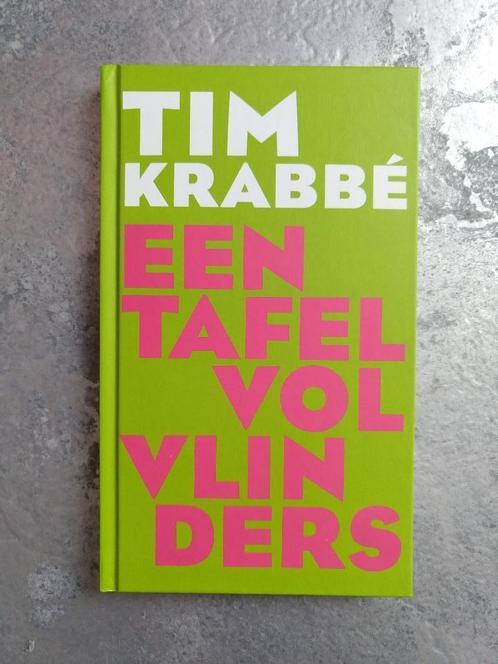 TIM
KRABBÉ
EEN
TAFEL
VOL
VLIN
DERS